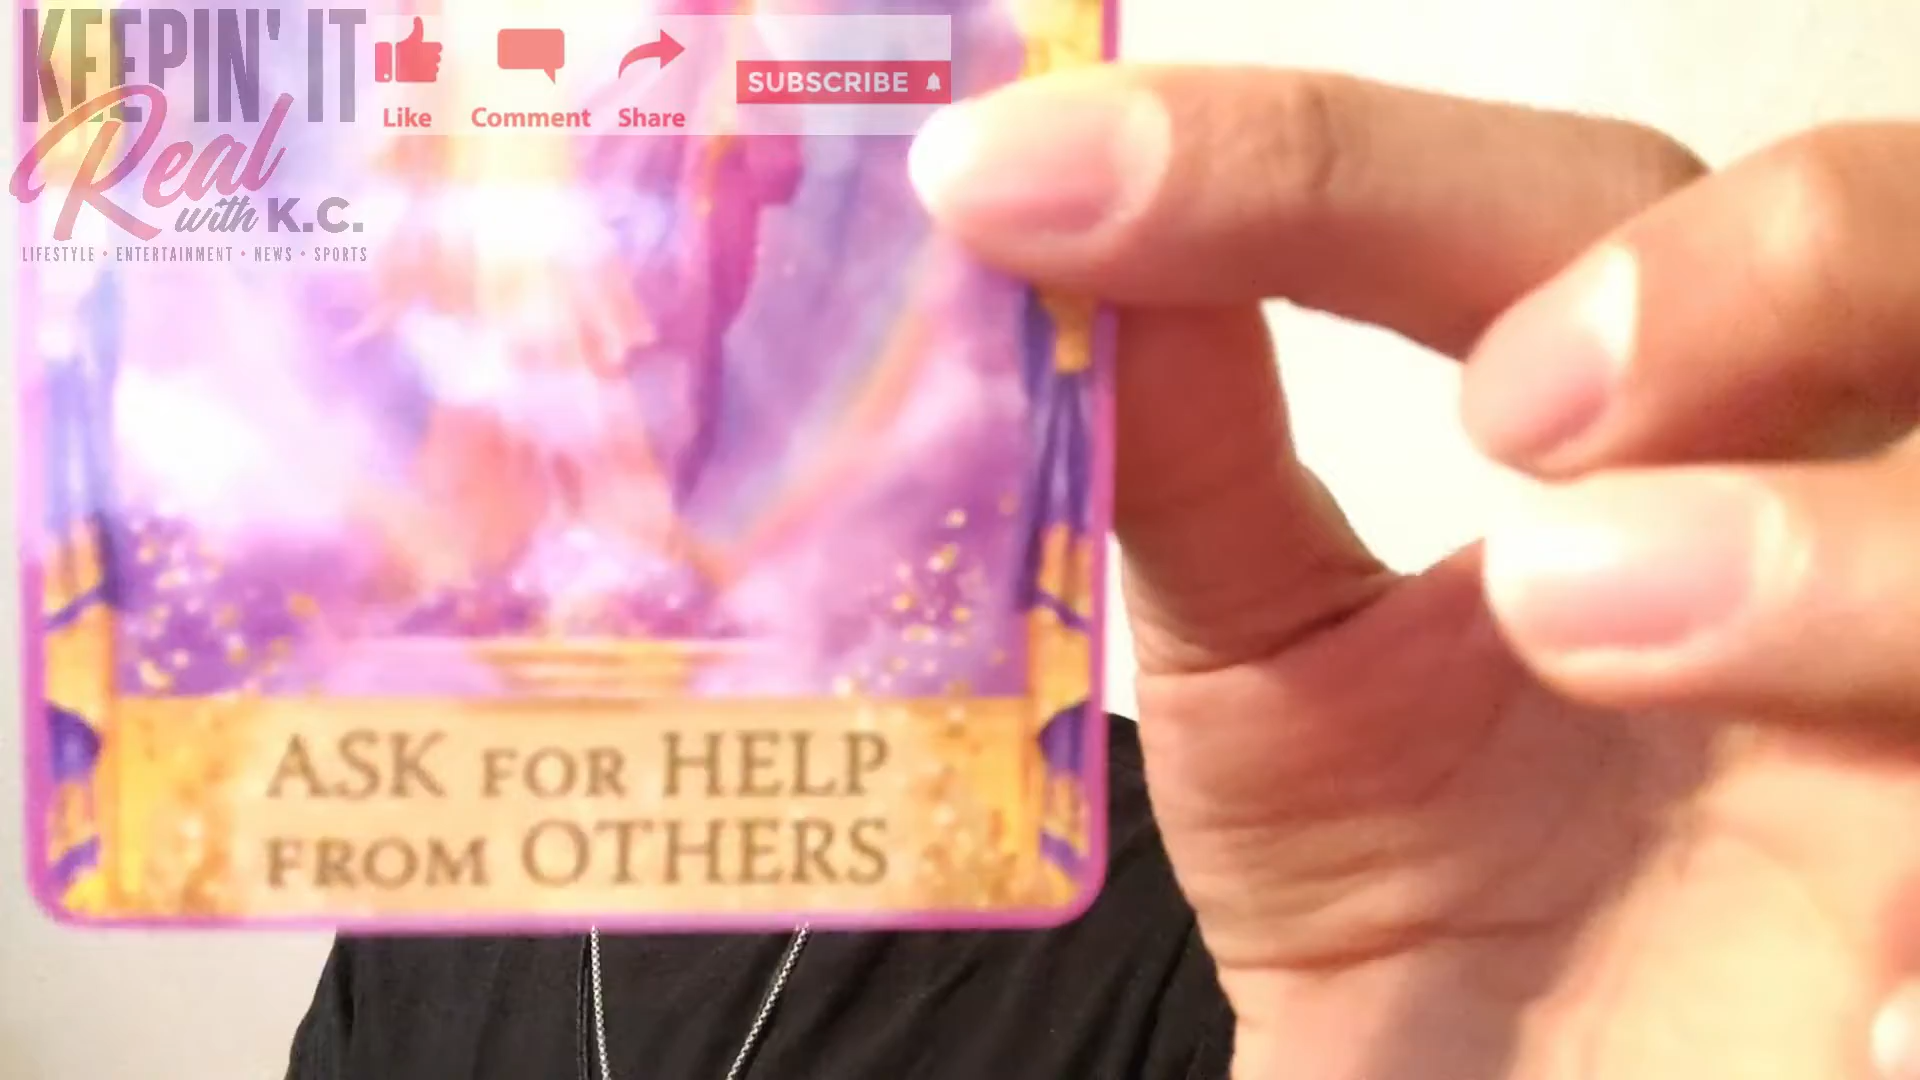 KEEPIN' IT
Real
with K.C.
LIFESTYLE • ENTERTAINMENT • NEWS • SPORTS
Like
Comment
Share
SUBSCRIBE
ASK FOR HELP
FROM OTHERS